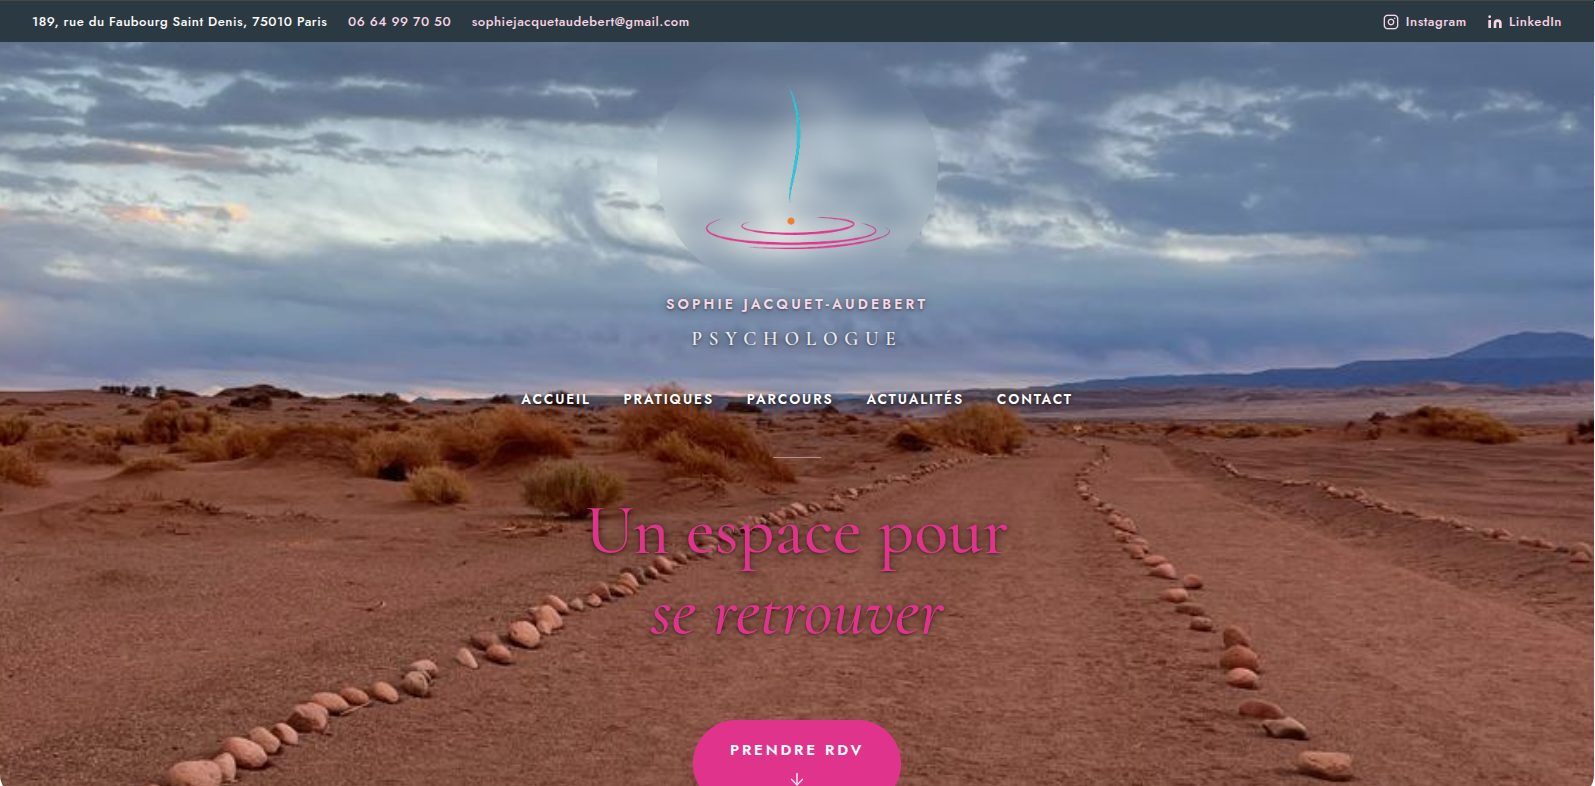 189, rue du Faubourg Saint Denis, 75010 Paris 06 64 99 70 50 sophiejacquetaudebert@gmail.com Instagram LinkedIn
SOPHIE JACQUET-AUDEBERT
PSYCHOLOGUE
ACCUEIL PRATIQUES PARCOURS ACTUALITÉS CONTACT
Un espace pour
se retrouver
PRENDRE RDV